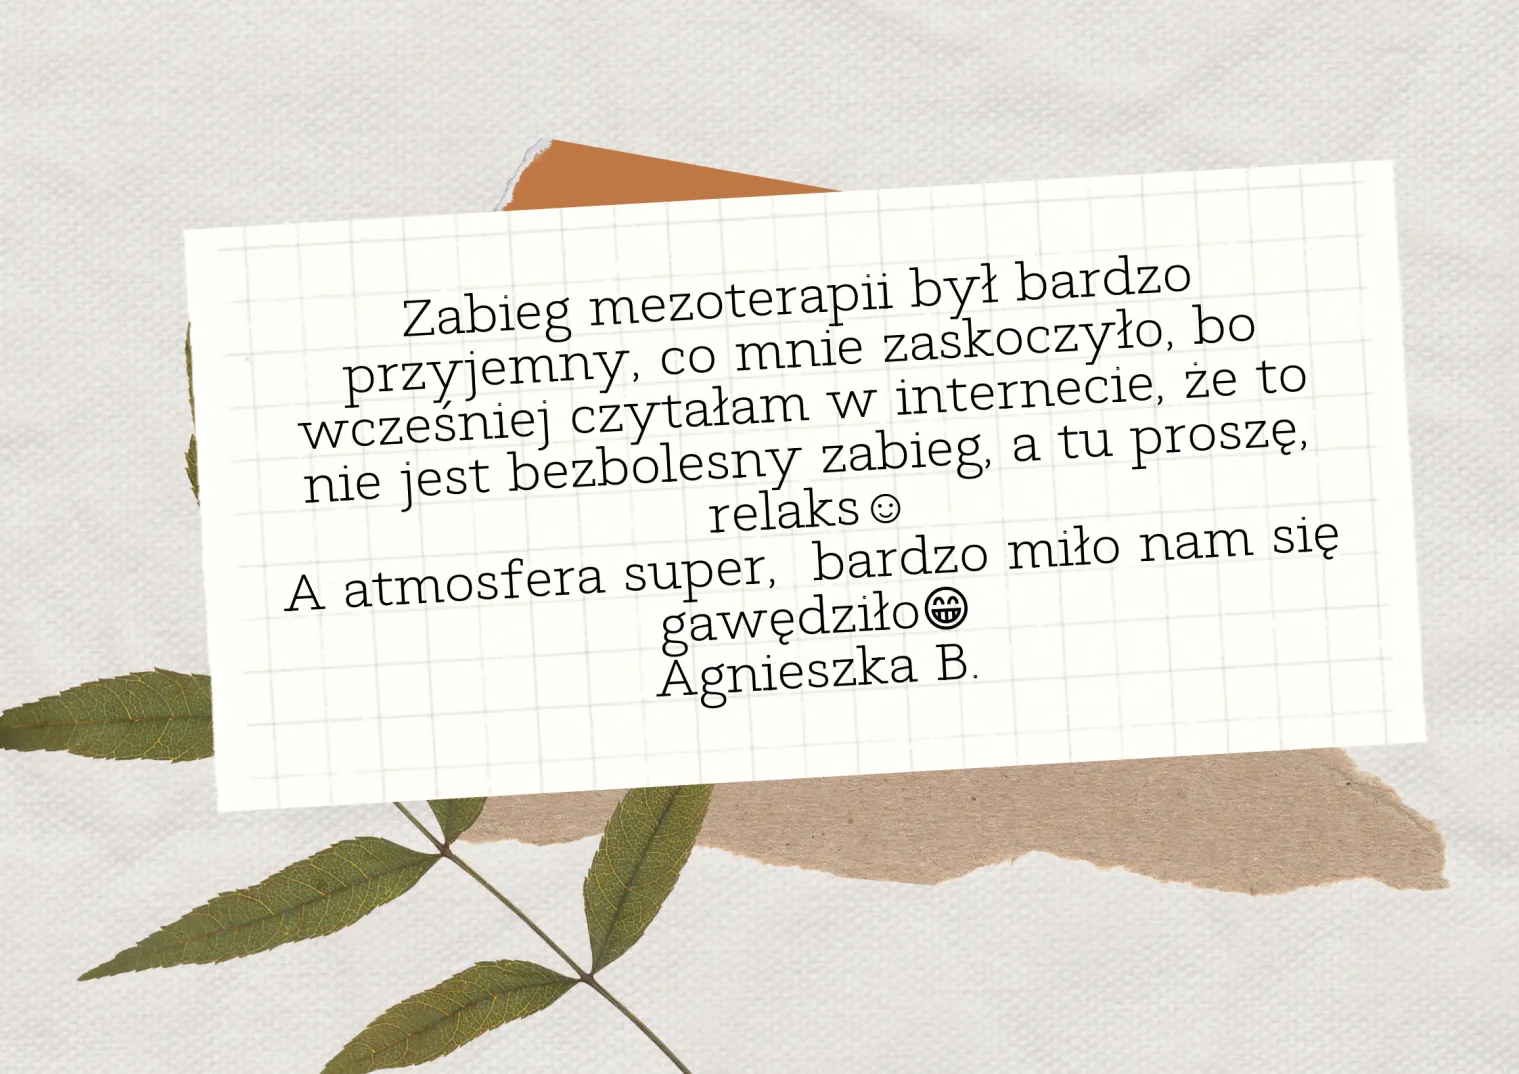 Zabieg mezoterapii był bardzo
przyjemny, co mnie zaskoczyło, bo
wcześniej czytałam w internecie, że to
nie jest bezbolesny zabieg, a tu proszę,
relaks☺
A atmosfera super,  bardzo miło nam się
gawędziło😁
Agnieszka B.